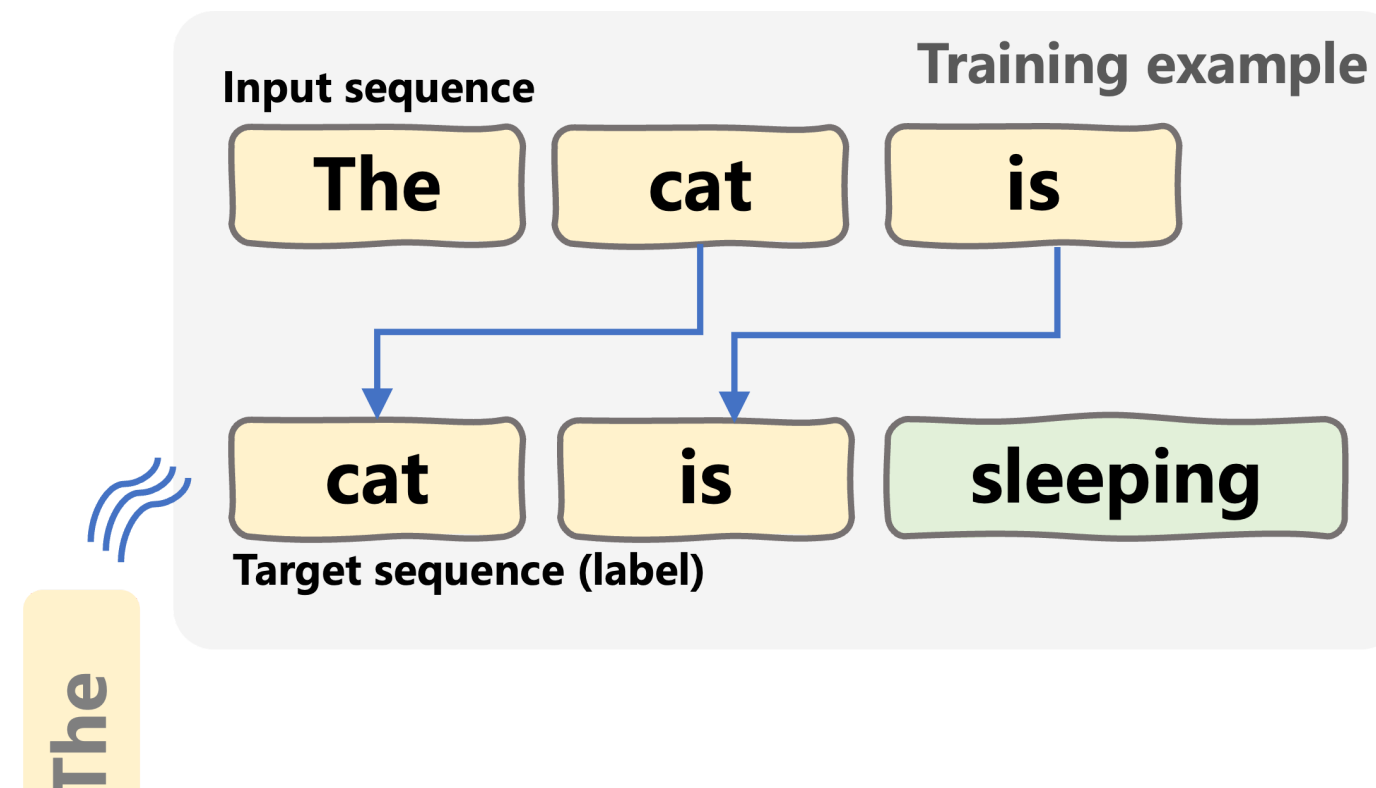 Training example
Input sequence
The cat is
cat is sleeping
Target sequence (label)
The